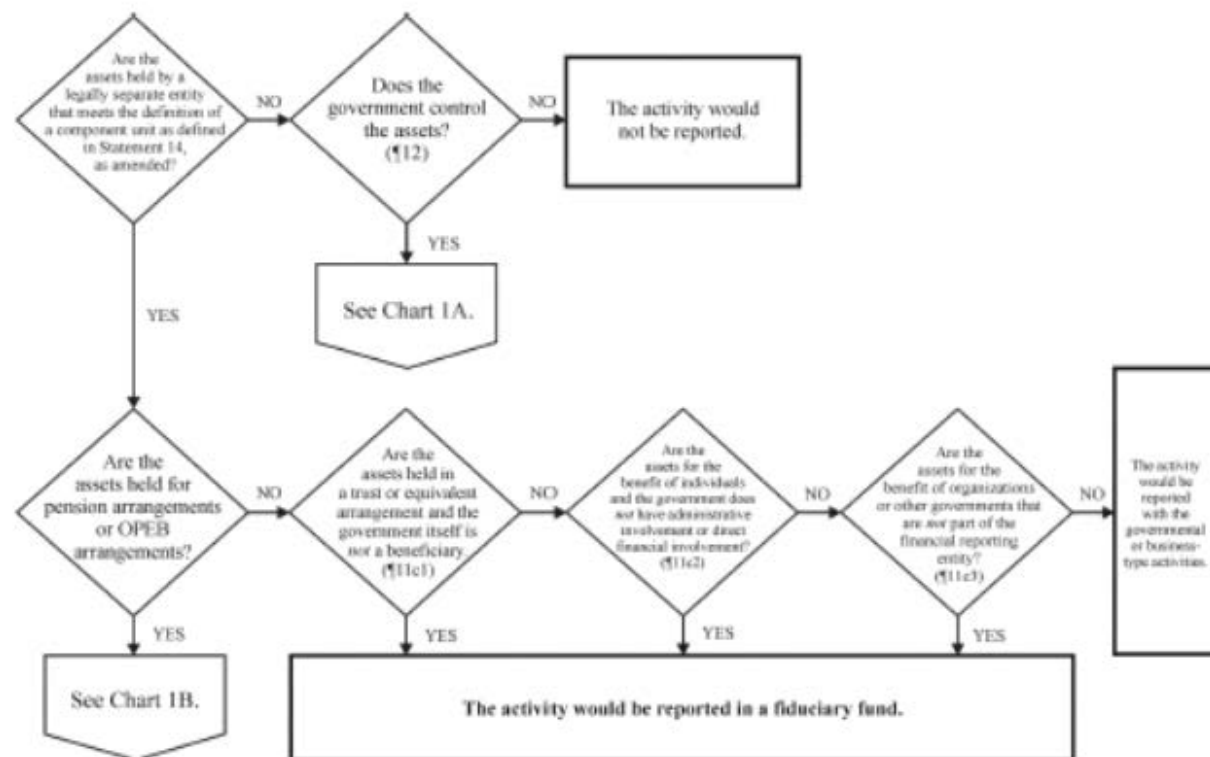 Are the
assets held by a
legally separate entity
that meets the definition of
a component unit as defined
in Statement 14,
as amended?
NO
Does the
government control
the assets?
(¶12)
NO
The activity would
not be reported.
YES
See Chart 1A.
YES
Are the
assets held for
pension arrangements
or OPEB
arrangements?
NO
Are the
assets held in
a trust or equivalent
arrangement and the
government itself is
not a beneficiary.
(¶11c1)
NO
Are the
assets for the
benefit of individuals
and the government does
not have administrative
involvement or direct
financial involvement?
(¶11c2)
NO
Are the
assets for the
benefit of organizations
or other governments that
are not part of the
financial reporting
entity?
(¶11c3)
NO
The activity
would be
reported
with the
governmental
or business-
type activities.
YES
See Chart 1B.
YES
YES
YES
The activity would be reported in a fiduciary fund.